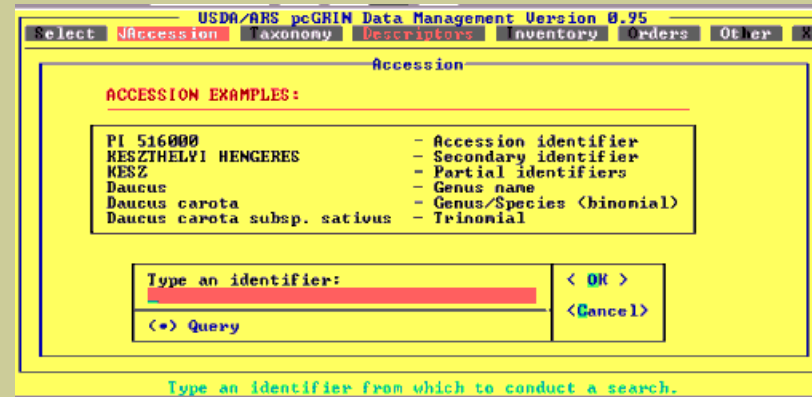 USDA/ARS pcGRIN Data Management Version 0.95
Select √Accession Taxonomy Descriptors Inventory Orders Other X
Accession
ACCESSION EXAMPLES:
PI 516000 - Accession identifier
KESZTHELYI HENGERES - Secondary identifier
KESZ - Partial identifiers
Daucus - Genus name
Daucus carota - Genus/Species (binomial)
Daucus carota subsp. sativus - Trinomial
Type an identifier: < OK >
<Cancel>
(•) Query
Type an identifier from which to conduct a search.